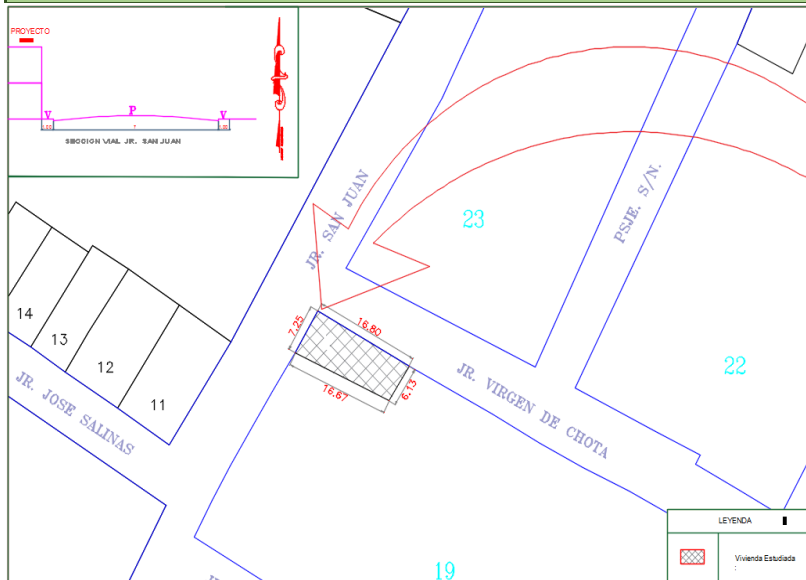 PROYECTO
V
P
V
SECCION VIAL JR. SAN JUAN
JR. SAN JUAN
PSJE. S/N.
23
22
14
13
12
11
7.25
16.80
16.67
6.13
JR. JOSE SALINAS
JR. VIRGEN DE CHOTA
19
LEYENDA
Vivienda Estudiada
: